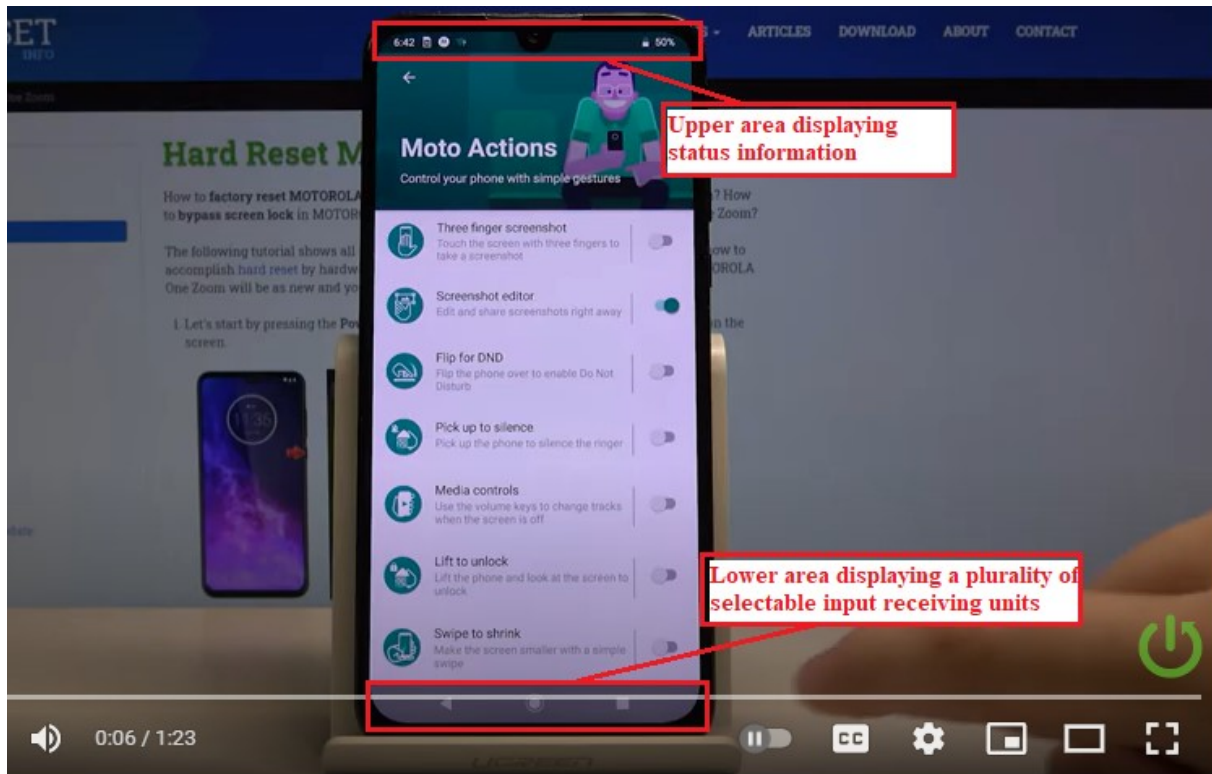 SET
INFO
ARTICLES
DOWNLOAD
ABOUT
CONTACT
6:42
50%
Upper area displaying
status information
Moto Actions
Control your phone with simple gestures
Hard Reset M
How to factory reset MOTOROLA
? How
to bypass screen lock in
Zoom?
The following tutorial shows all
ow to
accomplish hard reset by hardw
OROLA
One Zoom will be as new and yo
1. Let's start by pressing the Pow
n the
screen.
11:35
Three finger screenshot
Touch the screen with three fingers to
take a screenshot
Screenshot editor
Edit and share screenshots right away
Flip for DND
Flip the phone over to enable Do Not
Disturb
Pick up to silence
Pick up the phone to silence the ringer
Media controls
Use the volume keys to change tracks
when the screen is off
Lift to unlock
Lift the phone and look at the screen to
unlock
Swipe to shrink
Make the screen smaller with a simple
swipe
Lower area displaying a plurality of
selectable input receiving units
0:06 / 1:23
CC
UGREEN